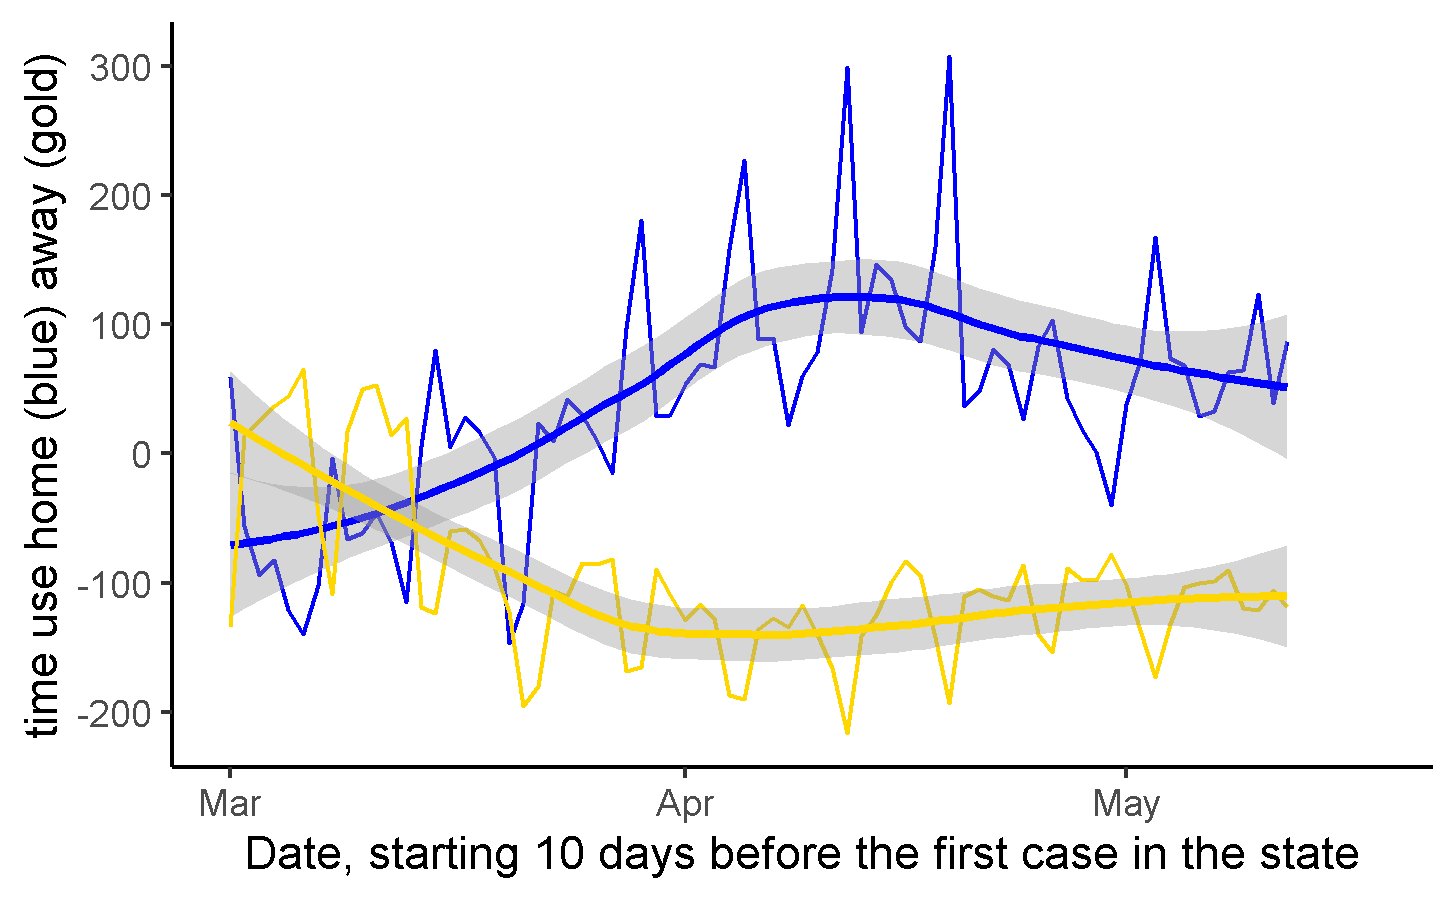 time use home (blue) away (gold)
300
200
100
0
-100
-200
Mar Apr May
Date, starting 10 days before the first case in the state